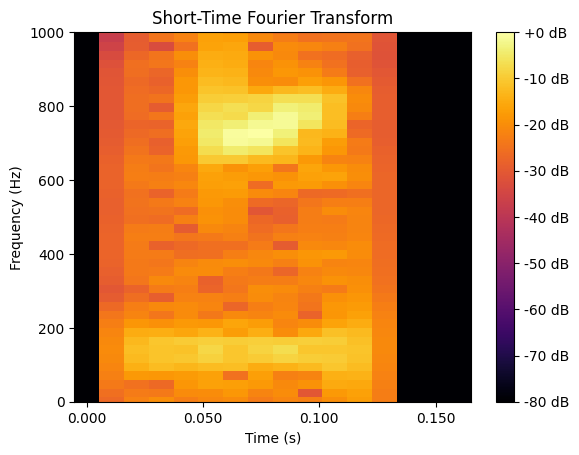 Short-Time Fourier Transform
Frequency (Hz)
1000
800
600
400
200
0
0.000
0.050
0.100
0.150
Time (s)
+0 dB
-10 dB
-20 dB
-30 dB
-40 dB
-50 dB
-60 dB
-70 dB
-80 dB